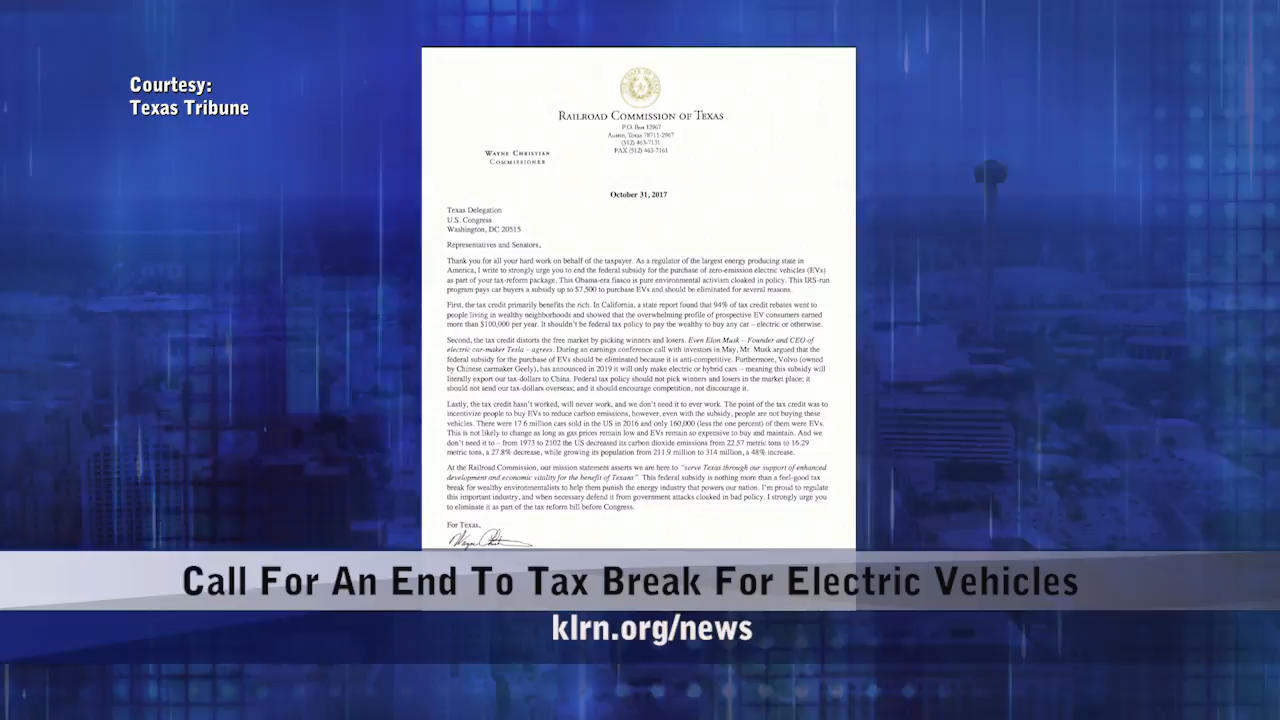 Courtesy:
Texas Tribune
RAILROAD COMMISSION OF TEXAS
P.O. Box 12967
Austin, Texas 78711-2967
(512) 463-7131
FAX (512) 463-7161
WAYNE CHRISTIAN
COMMISSIONER
October 31, 2017
Texas Delegation
U.S. Congress
Washington, DC 20515
Representatives and Senators,
Thank you for all your hard work on behalf of the taxpayer. As a regulator of the largest energy producing state in
America, I write to strongly urge you to end the federal subsidy for the purchase of zero-emission electric vehicles (EVs)
as part of your tax-reform package. This Obama-era fiasco is pure environmental activism cloaked in policy. This IRS-run
program pays car buyers a subsidy up to $7,500 to purchase EVs and should be eliminated for several reasons.
First, the tax credit primarily benefits the rich. In California, a state report found that 94% of tax credit rebates went to
people living in wealthy neighborhoods and showed that the overwhelming profile of prospective EV consumers earned
more than $100,000 per year. It shouldn't be federal tax policy to pay the wealthy to buy any car – electric or otherwise.
Second, the tax credit distorts the free market by picking winners and losers. Even Elon Musk – Founder and CEO of
electric car-maker Tesla – agrees. During an earnings conference call with investors in May, Mr. Musk argued that the
federal subsidy for the purchase of EVs should be eliminated because it is anti-competitive. Furthermore, Volvo (owned
by Chinese carmaker Geely), has announced in 2019 it will only make electric or hybrid cars – meaning this subsidy will
literally export our tax-dollars to China. Federal tax policy should not pick winners and losers in the market place; it
should not send our tax-dollars overseas; and it should encourage competition, not discourage it.
Lastly, the tax credit hasn't worked, will never work, and we don't need it to ever work. The point of the tax credit was to
incentivize people to buy EVs to reduce carbon emissions, however, even with the subsidy, people are not buying these
vehicles. There were 17.6 million cars sold in the US in 2016 and only 160,000 (less the one percent) of them were EVs.
This is not likely to change as long as gas prices remain low and EVs remain so expensive to buy and maintain. And we
don't need it to – from 1973 to 2102 the US decreased its carbon dioxide emissions from 22.57 metric tons to 16.29
metric tons, a 27.8% decrease, while growing its population from 211.9 million to 314 million, a 48% increase.
At the Railroad Commission, our mission statement asserts we are here to "serve Texas through our support of enhanced
development and economic vitality for the benefit of Texans" This federal subsidy is nothing more than a feel-good tax
break for wealthy environmentalists to help them punish the energy industry that powers our nation. I'm proud to regulate
this important industry, and when necessary defend it from government attacks cloaked in bad policy. I strongly urge you
to eliminate it as part of the tax reform bill before Congress.
For Texas,
Call For An End To Tax Break For Electric Vehicles
klrn.org/news